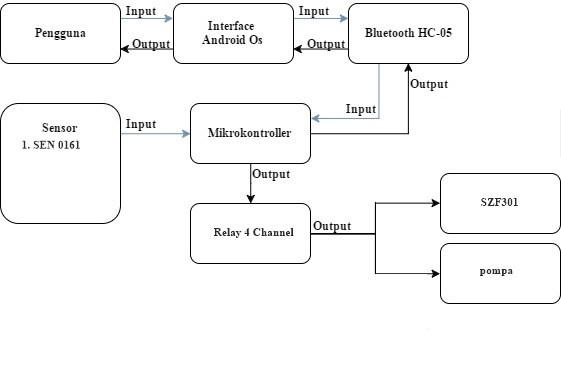 Input
Input
Pengguna
Interface
Android Os
Bluetooth HC-05
Output
Output
Output
Input
Sensor
1. SEN 0161
Input
Mikrokontroller
Output
Relay 4 Channel
Output
SZF301
pompa